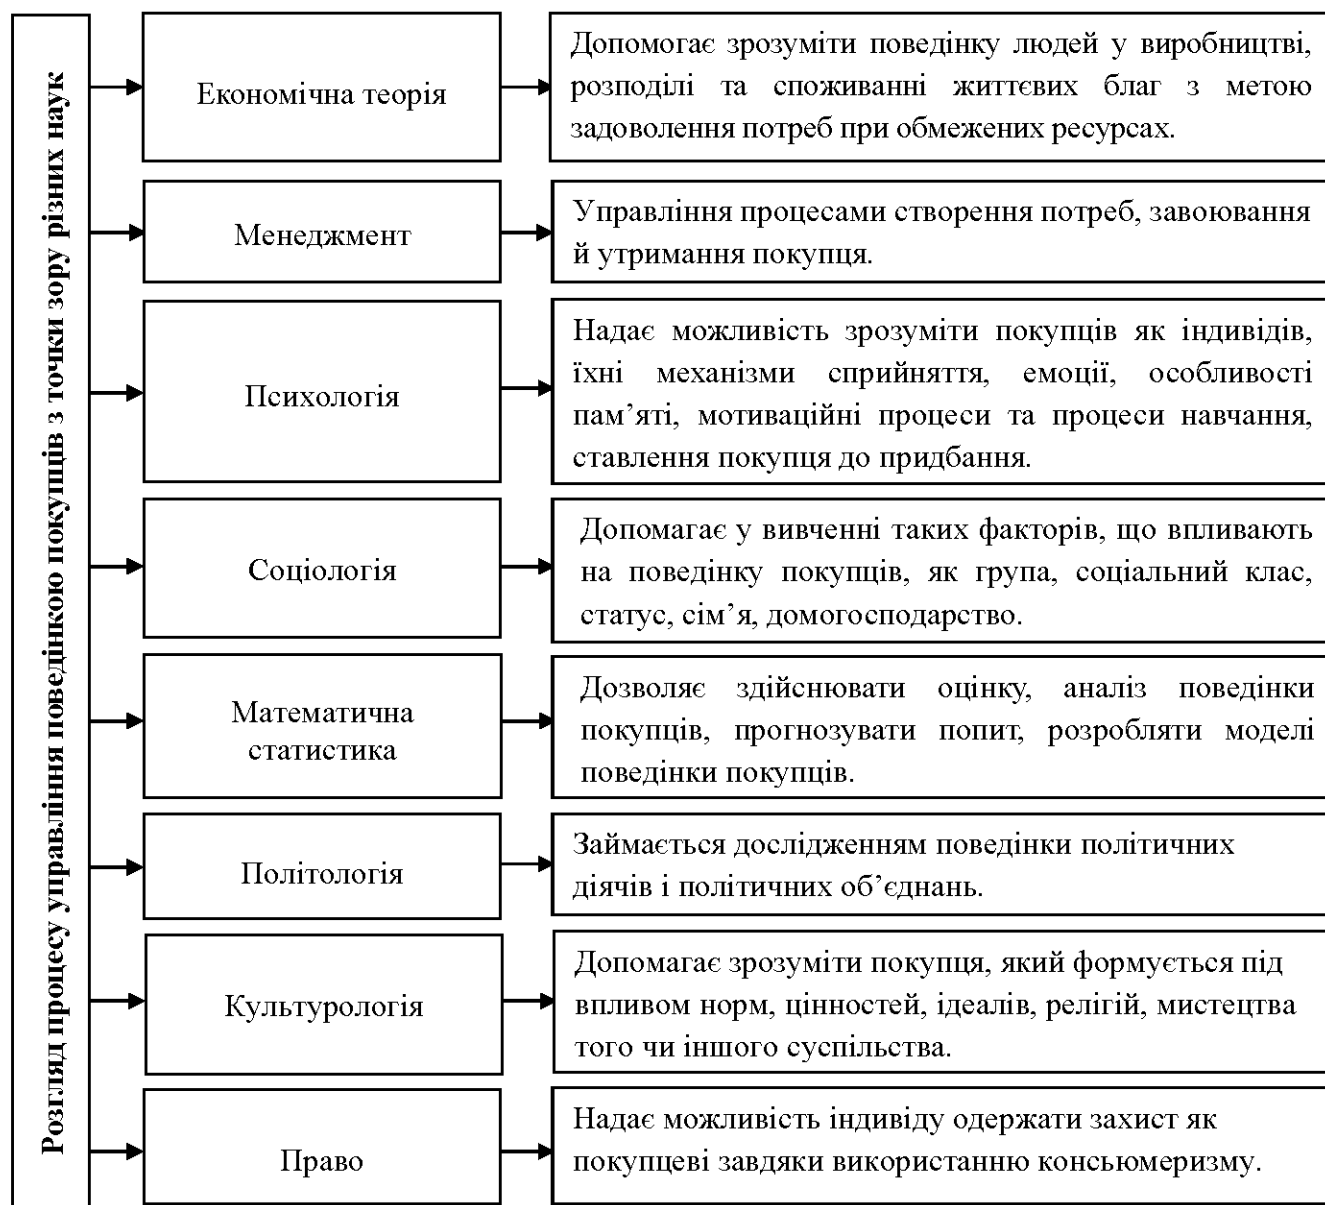 Розгляд процесу управління поведінкою покупців з точки зору різних наук
Економічна теорія
Допомогає зрозуміти поведінку людей у виробництві,
розподілі та споживанні життєвих благ з метою
задоволення потреб при обмежених ресурсах.
Менеджмент
Управління процесами створення потреб, завоювання
й утримання покупця.
Психологія
Надає можливість зрозуміти покупців як індивідів,
їхні механізми сприйняття, емоції, особливості
пам’яті, мотиваційні процеси та процеси навчання,
ставлення покупця до придбання.
Соціологія
Допомагає у вивченні таких факторів, що впливають
на поведінку покупців, як група, соціальний клас,
статус, сім’я, домогосподарство.
Математична
статистика
Дозволяє здійснювати оцінку, аналіз поведінки
покупців, прогнозувати попит, розробляти моделі
поведінки покупців.
Політологія
Займається дослідженням поведінки політичних
діячів і політичних об’єднань.
Культурологія
Допомагає зрозуміти покупця, який формується під
впливом норм, цінностей, ідеалів, релігій, мистецтва
того чи іншого суспільства.
Право
Надає можливість індивіду одержати захист як
покупцеві завдяки використанню консьюмеризму.